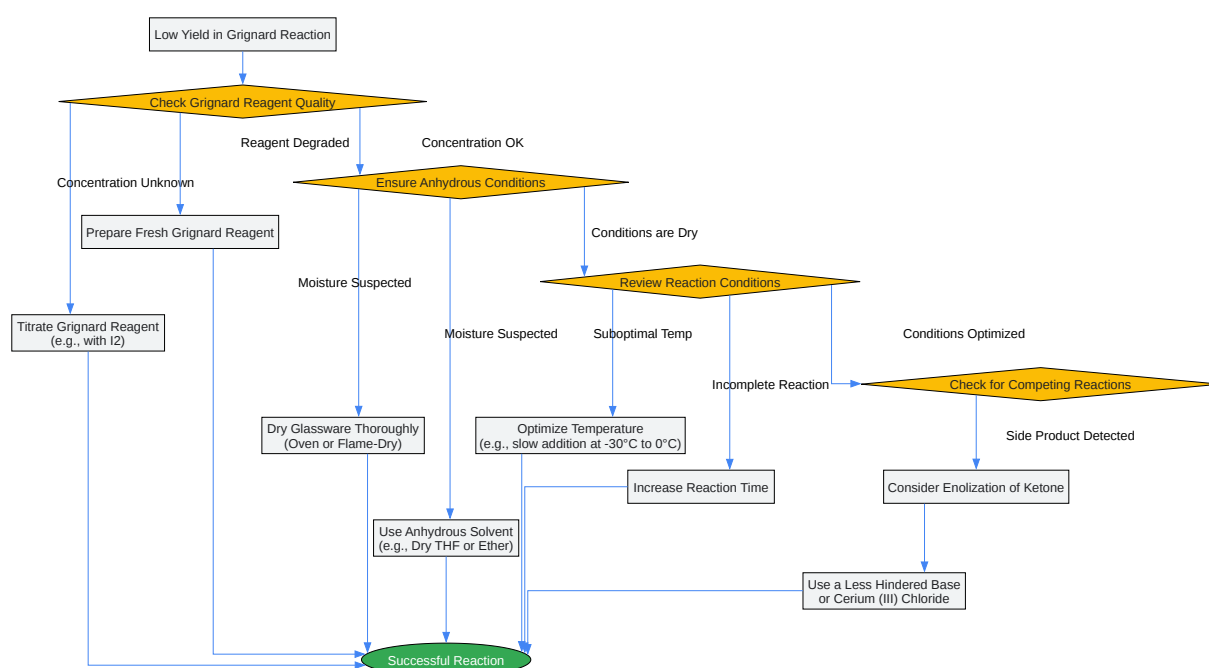 Low Yield in Grignard Reaction
Check Grignard Reagent Quality
Reagent Degraded
Concentration OK
Concentration Unknown
Ensure Anhydrous Conditions
Prepare Fresh Grignard Reagent
Conditions are Dry
Moisture Suspected
Review Reaction Conditions
Titrate Grignard Reagent
(e.g., with I2)
Moisture Suspected
Suboptimal Temp
Conditions Optimized
Incomplete Reaction
Check for Competing Reactions
Dry Glassware Thoroughly
(Oven or Flame-Dry)
Optimize Temperature
(e.g., slow addition at -30°C to 0°C)
Side Product Detected
Increase Reaction Time
Consider Enolization of Ketone
Use Anhydrous Solvent
(e.g., Dry THF or Ether)
Use a Less Hindered Base
or Cerium (III) Chloride
Successful Reaction